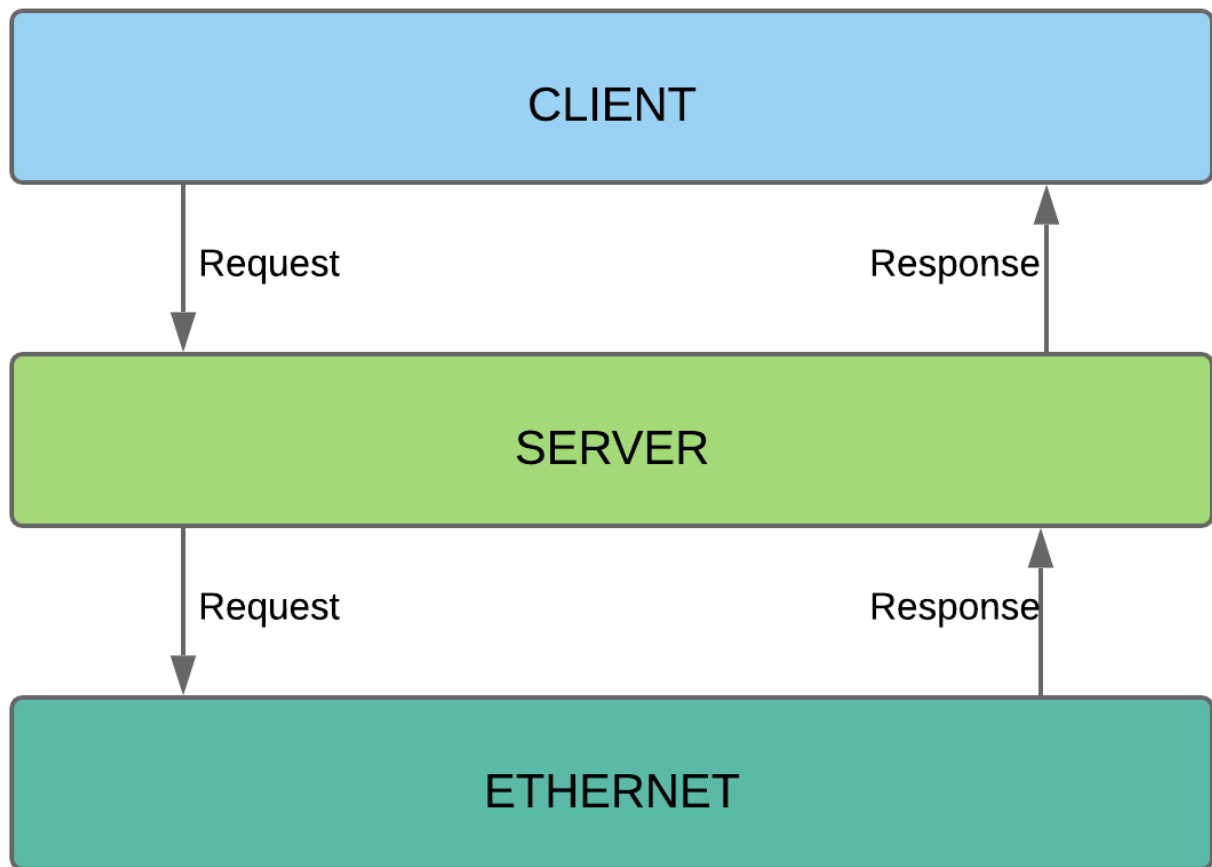 CLIENT
Request
Response
SERVER
Request
Response
ETHERNET